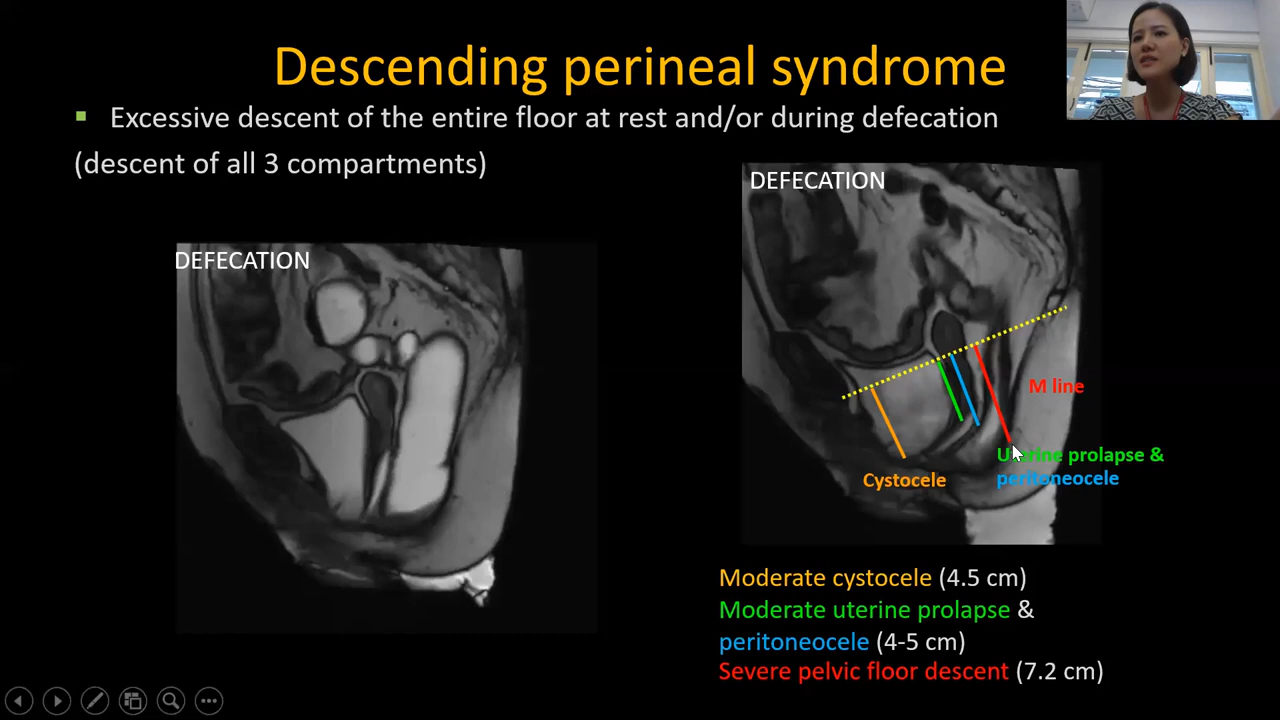 Descending perineal syndrome
▪ Excessive descent of the entire floor at rest and/or during defecation
(descent of all 3 compartments)
DEFECATION
DEFECATION
M line
Uterine prolapse &
peritoneocele
Cystocele
Moderate cystocele (4.5 cm)
Moderate uterine prolapse &
peritoneocele (4-5 cm)
Severe pelvic floor descent (7.2 cm)